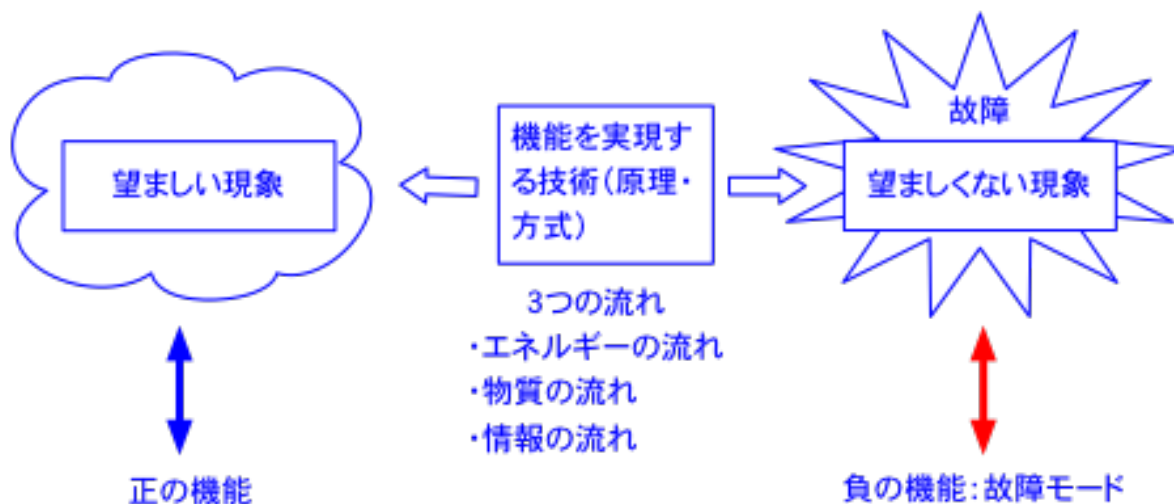 望ましい現象
機能を実現す
る技術(原理・
方式)
故障
望ましくない現象
3つの流れ
・エネルギーの流れ
・物質の流れ
・情報の流れ
正の機能
負の機能:故障モード